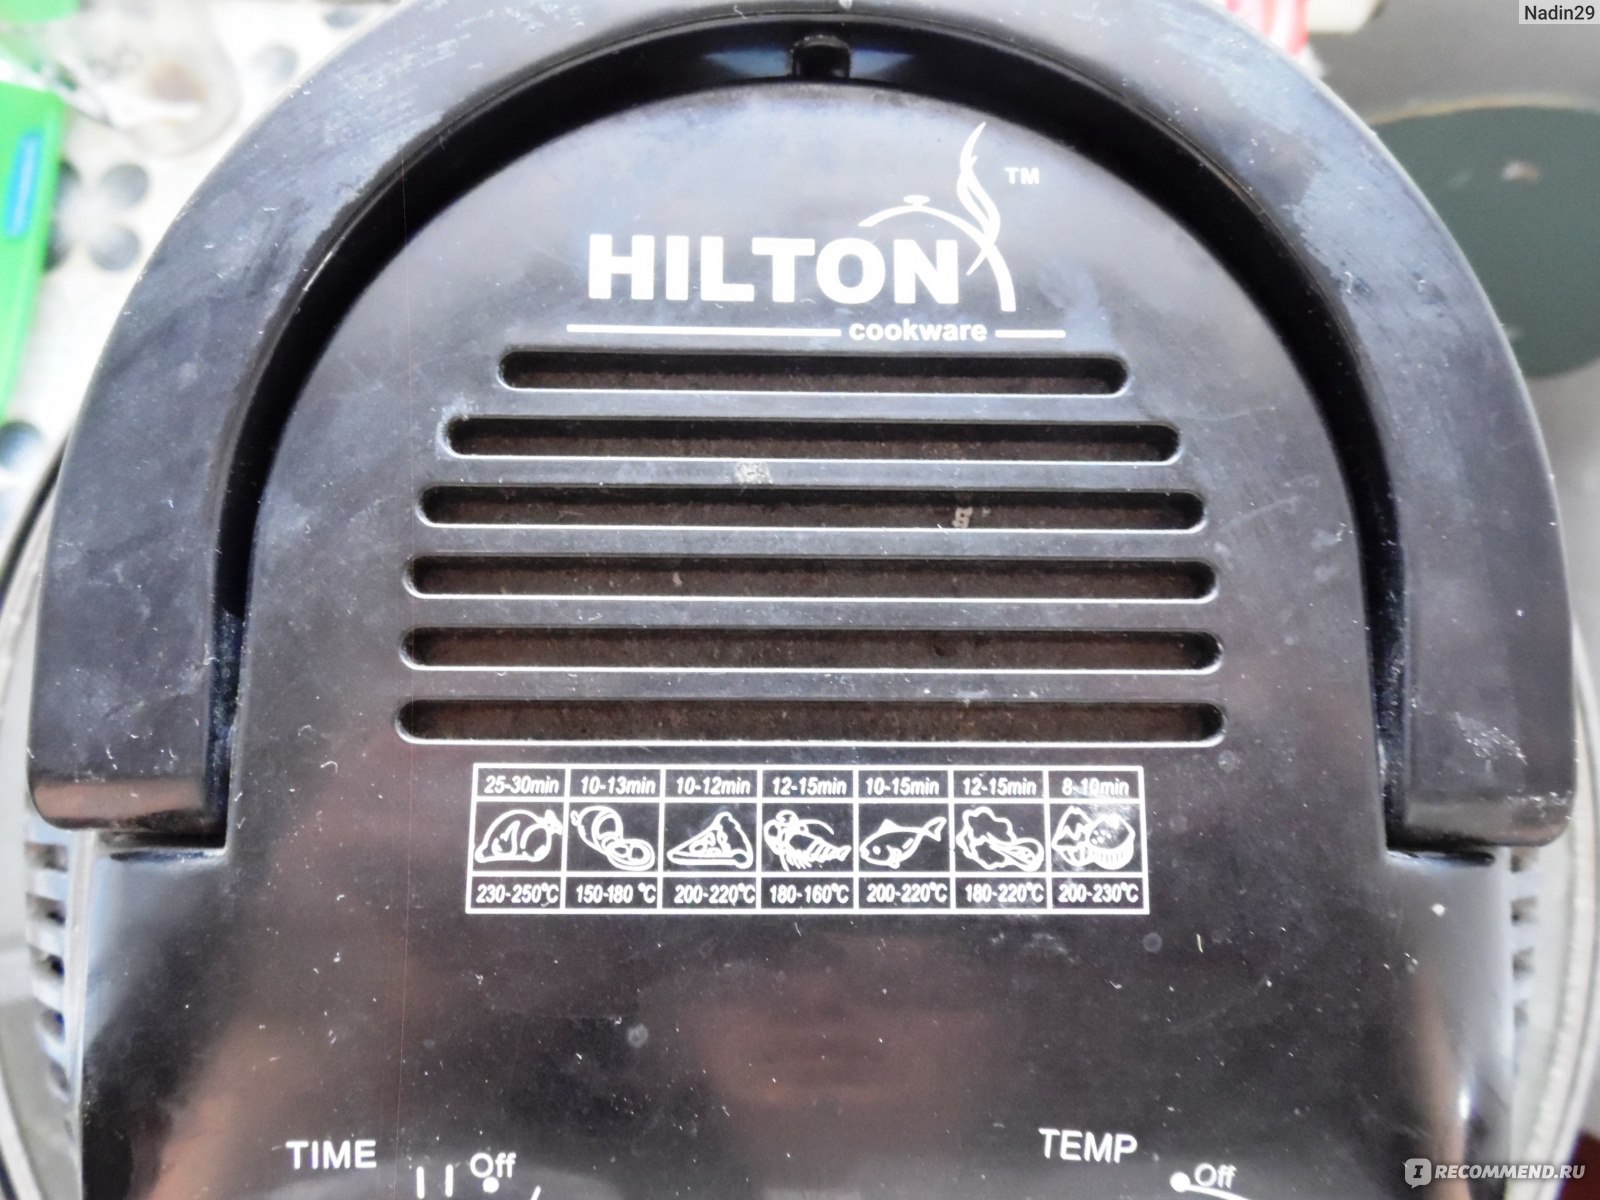 Nadin29
TM
HILTON
cookware
25-30min 10-13min 10-12min 12-15min 10-15min 12-15min 8-10min
230-250°C 150-180 °C 200-220°C 180-160°C 200-220°C 180-220°C 200-230°C
TIME Off TEMP Off
IRECOMMEND.RU